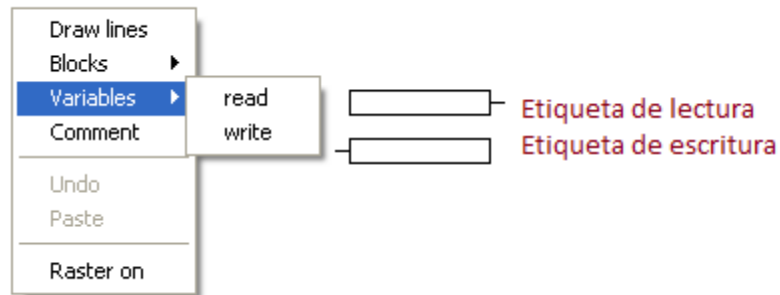 Draw lines
Blocks
Variables
Comment
Undo
Paste
Raster on
read
write
Etiqueta de lectura
Etiqueta de escritura